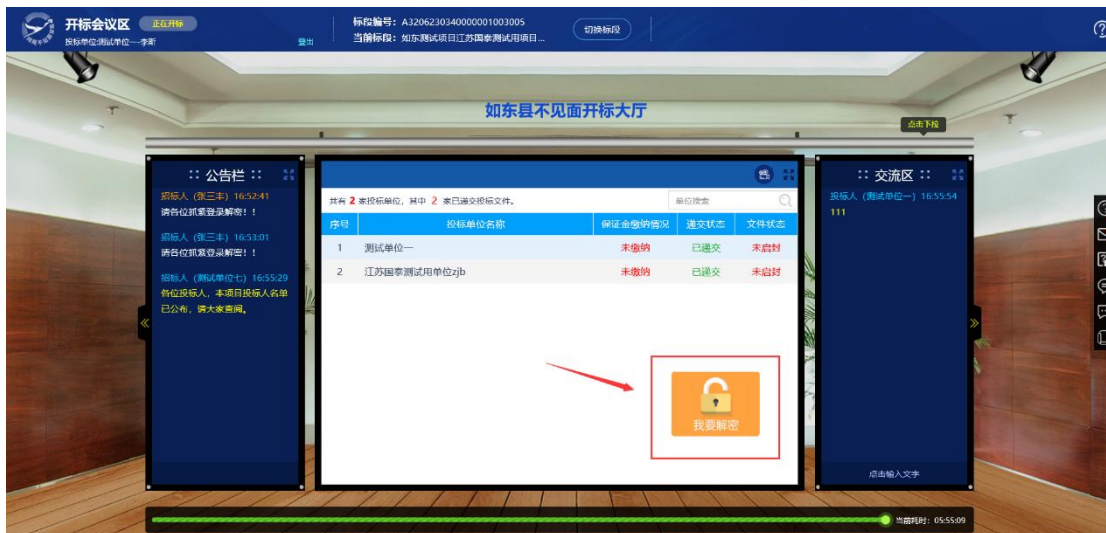 开标会议区 正在开标
投标单位:测试单位一--李新 登出
标段编号: A3206230340000001003005
当前标段: 如东测试项目江苏国泰测试用项目...
切换标段
如东县不见面开标大厅
点击下拉
:: 公告栏 ::
招标人 (张三丰) 16:52:41
请各位抓紧登录解密！！
招标人 (张三丰) 16:53:01
请各位抓紧登录解密！！
招标人 (测试单位七) 16:55:29
各位投标人，本项目投标人名单
已公布，请大家查阅。
共有 2 家投标单位, 其中 2 家已递交投标文件。
单位搜索
序号 投标单位名称 保证金缴纳情况 递交状态 文件状态
1 测试单位一 未缴纳 已递交 未启封
2 江苏国泰测试用单位zjb 未缴纳 已递交 未启封
我要解密
:: 交流区 ::
投标人 (测试单位一) 16:55:54
111
点击输入文字
当前耗时: 05:55:09